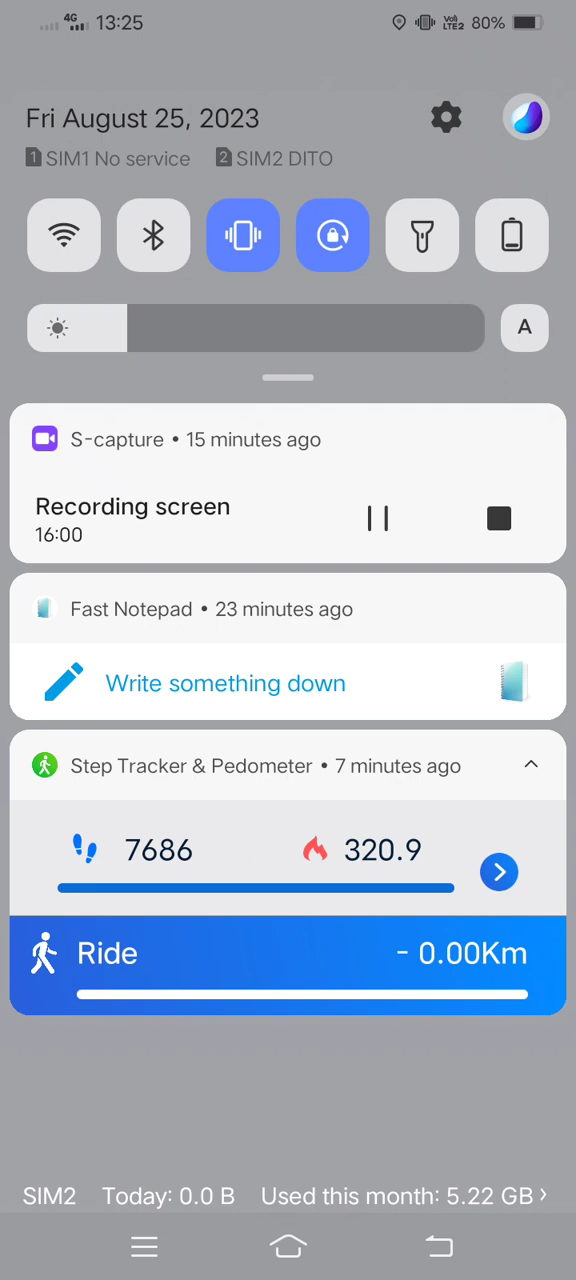 4G 13:25 VoB LTE2 80%
Fri August 25, 2023
1 SIM1 No service 2 SIM2 DITO
A
S-capture • 15 minutes ago
Recording screen
16:00
Fast Notepad • 23 minutes ago
Write something down
Step Tracker & Pedometer • 7 minutes ago
7686 320.9
Ride - 0.00Km
SIM2 Today: 0.0 B Used this month: 5.22 GB